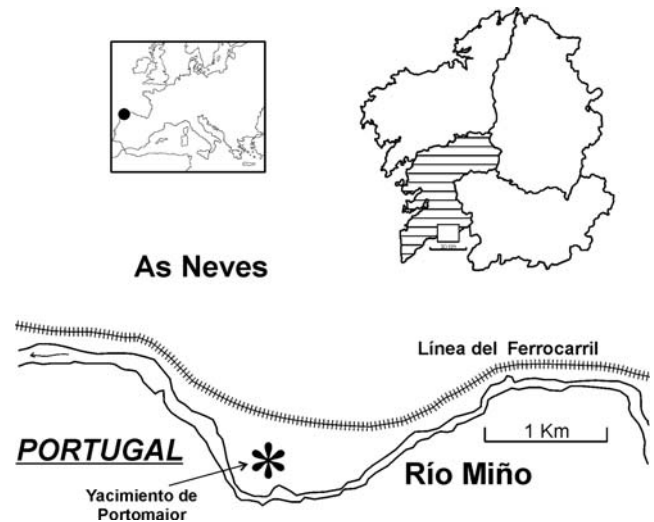 As Neves
Línea del Ferrocarril
1 Km
PORTUGAL
Río Miño
Yacimiento de
Portomaior